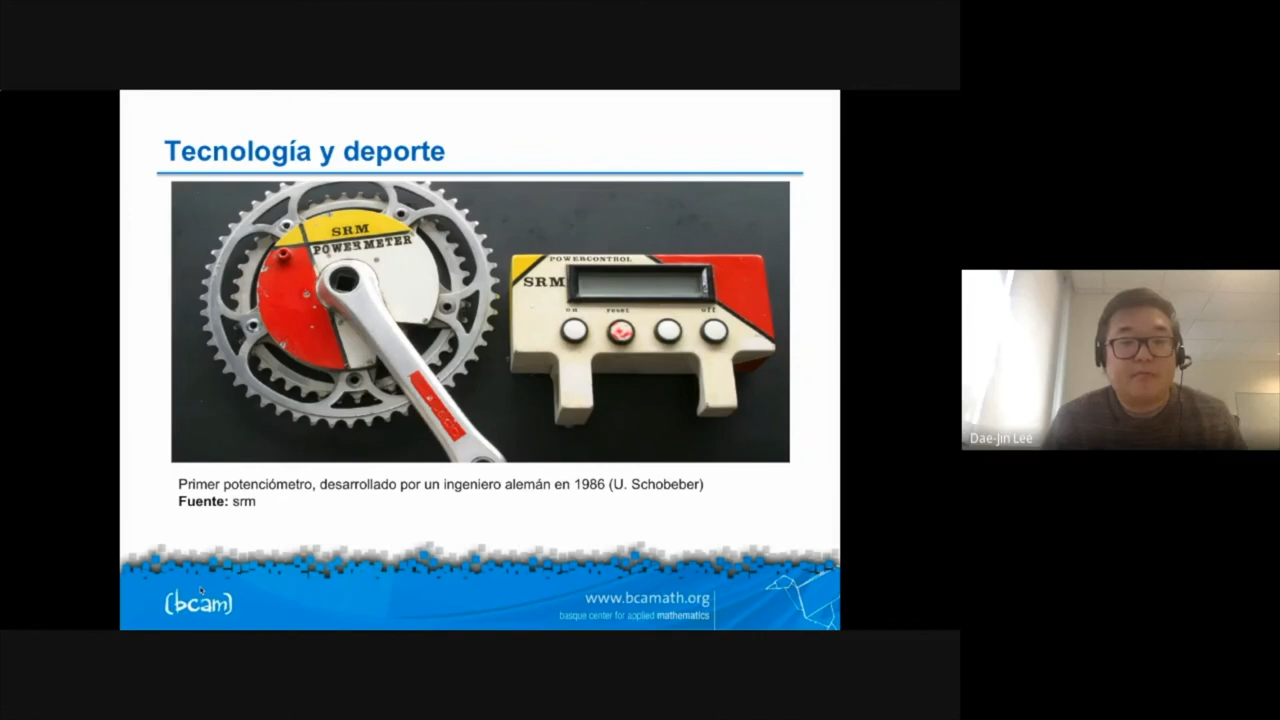 Tecnología y deporte
SRM
POWERMETER
POWERCONTROL
SRM
on
reset
off
Primer potenciómetro, desarrollado por un ingeniero alemán en 1986 (U. Schobeber)
Fuente: srm
(bcam)
www.bcamath.org
basque center for applied mathematics
Dae-Jin Lee